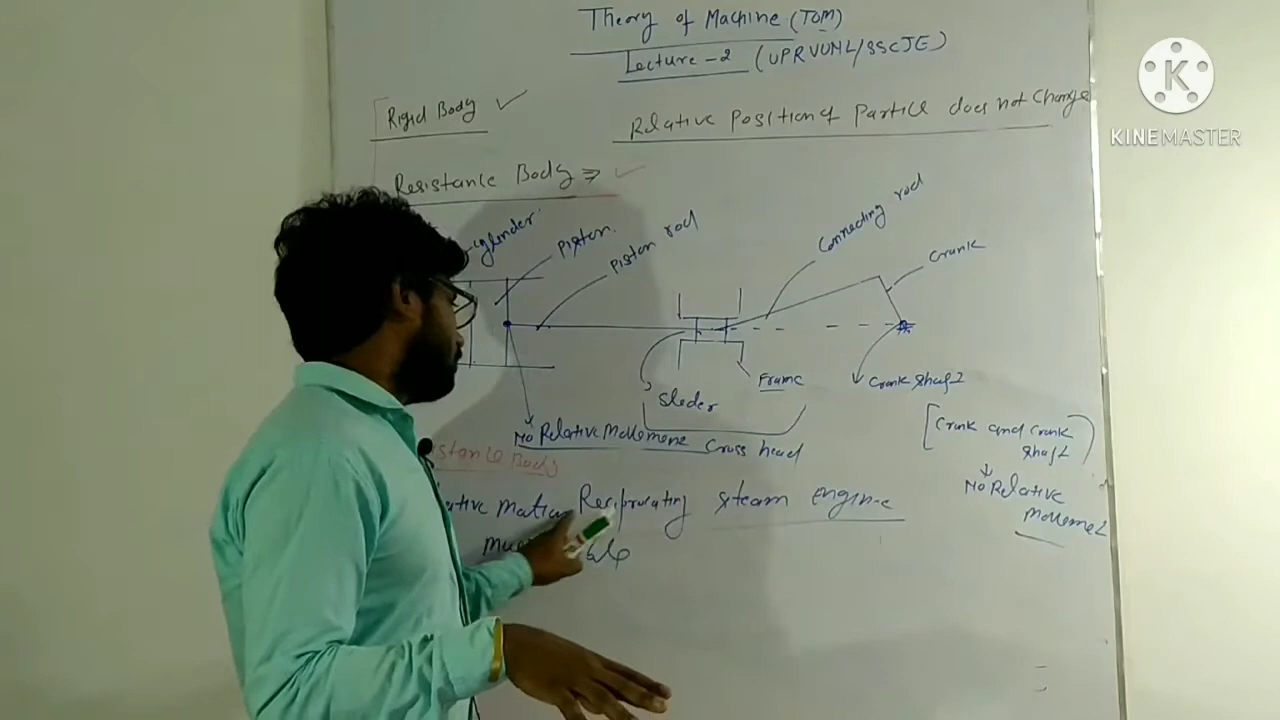 Theory of Machine (TOM)
Lecture-2 (UPRVUNL/SSCJE)
Rigid Body ✓
Relative Position of Particle does not Change
Resistance Body ⇒ ✓
cylinder
Piston
Piston rod
Connecting rod
Crank
Slider
Frame
Crank Shaft
No Relative
Cross head
[Crank and Crank
Shaft)
No Relative
Body
Reciprocating steam engine
K
KINEMASTER